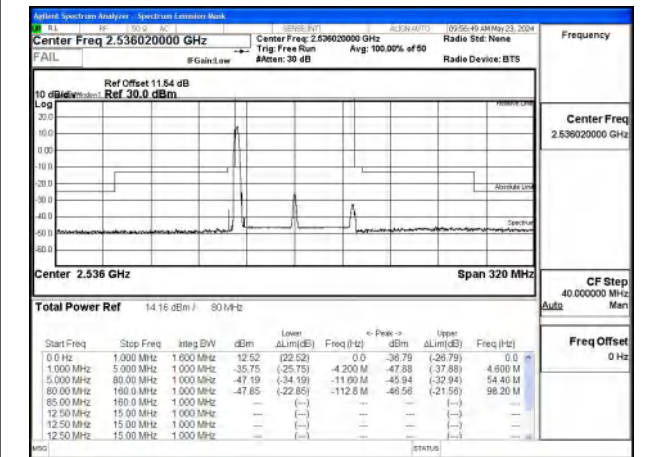 Agilent Spectrum Analyzer - Spectrum Emission Mask
RL RF 50 Ω AC SENSE:INT ALIGN AUTO 09:56:49 AM May 23, 2024
Center Freq 2.536020000 GHz
Center Freq: 2.536020000 GHz
Radio Std: None
Trig: Free Run Avg: 100.00% of 50
FAIL IFGain:Low #Atten: 30 dB Radio Device: BTS
Ref Offset 11.54 dB
10 dB/div Ref 30.0 dBm
Log
Relative Limit
20.0
10.0
0.00
-10.0
-20.0
Absolute Limit
-30.0
-40.0
Spectrum
-50.0
-60.0
Center 2.536 GHz Span 320 MHz
Total Power Ref 14.16 dBm / 80 MHz
Lower <- Peak -> Upper
Start Freq Stop Freq Integ BW dBm ΔLim(dB) Freq (Hz) dBm ΔLim(dB) Freq (Hz)
0.0 Hz 1.000 MHz 1.600 MHz 12.52 (22.52) 0.0 -36.79 (-26.79) 0.0
1.000 MHz 5.000 MHz 1.000 MHz -35.75 (-25.75) -4.200 M -47.88 (-37.88) 4.600 M
5.000 MHz 80.00 MHz 1.000 MHz -47.19 (-34.19) -11.60 M -45.94 (-32.94) 54.40 M
80.00 MHz 160.0 MHz 1.000 MHz -47.85 (-22.85) -112.8 M -46.56 (-21.56) 98.20 M
85.00 MHz 160.0 MHz 1.000 MHz --- (---) --- --- (---) ---
12.50 MHz 15.00 MHz 1.000 MHz --- (---) --- --- (---) ---
12.50 MHz 15.00 MHz 1.000 MHz --- (---) --- --- (---) ---
12.50 MHz 15.00 MHz 1.000 MHz --- (---) --- --- (---) ---
MSG STATUS
Frequency
Center Freq
2.536020000 GHz
CF Step
40.000000 MHz
Auto Man
Freq Offset
0 Hz